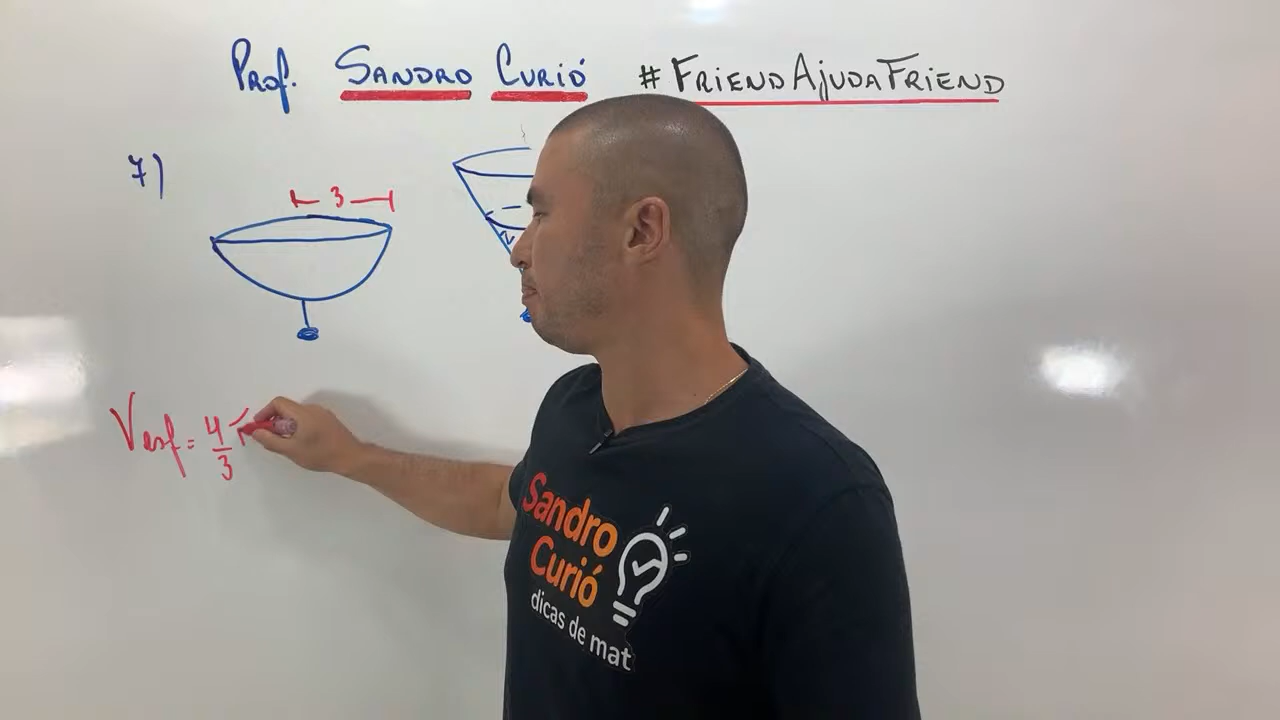 Prof. Sandro Curió #FriendAjudaFriend
7)
3
Vesf = 4/3 π
Sandro
Curió
dicas de mat